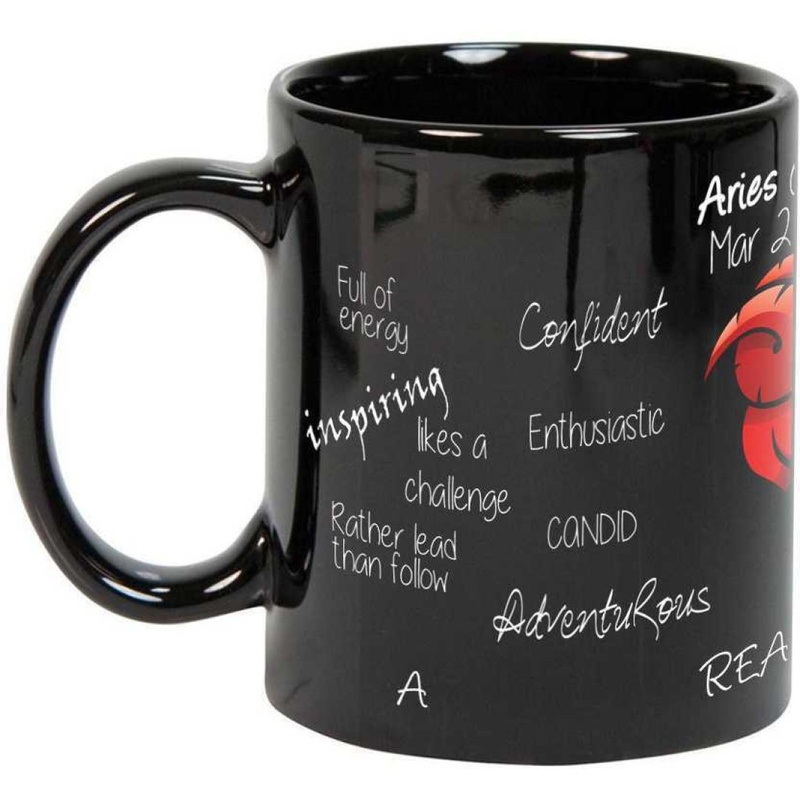 Aries (
Mar 2
Full of
energy
Confident
inspiring
likes a
challenge
Enthusiastic
Rather lead
than follow
CANDID
AdventuRous
REA
A